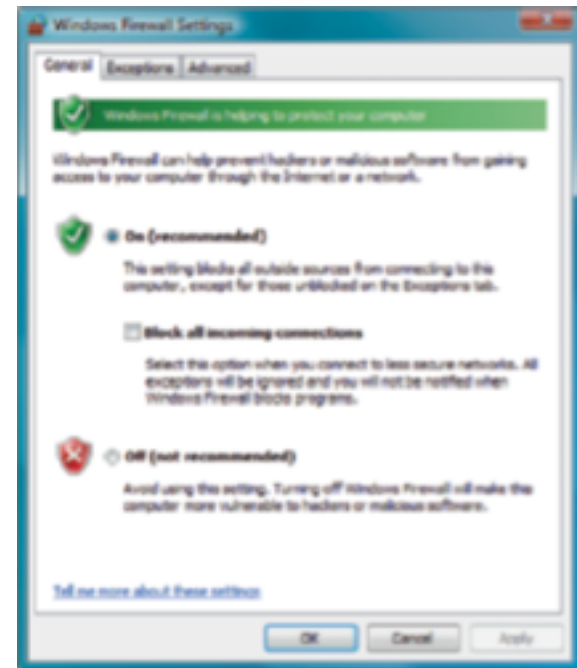 Windows Firewall Settings
General Exceptions Advanced
Windows Firewall is helping to protect your computer
Windows Firewall can help prevent hackers or malicious software from gaining
access to your computer through the Internet or a network.
On (recommended)
This setting blocks all outside sources from connecting to this
computer, except for those unblocked on the Exceptions tab.
Block all incoming connections
Select this option when you connect to less secure networks. All
exceptions will be ignored and you will not be notified when
Windows Firewall blocks programs.
Off (not recommended)
Avoid using this setting. Turning off Windows Firewall will make this
computer more vulnerable to hackers or malicious software.
Tell me more about these settings
OK Cancel Apply